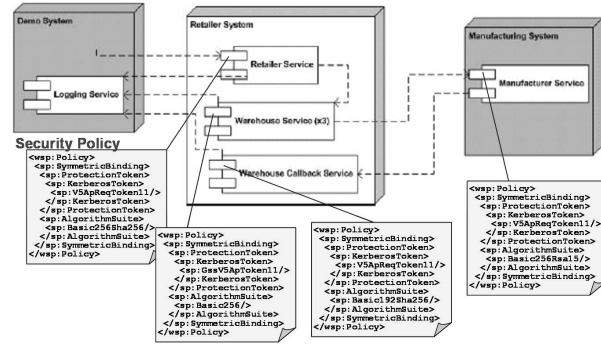 Demo System
Retailer System
Manufacturing System
Retailer Service
Logging Service
Manufacturer Service
Warehouse Service (x3)
Warehouse Callback Service
Security Policy
<wsp:Policy>
<sp:SymmetricBinding>
<sp:ProtectionToken>
<sp:KerberosToken>
<sp:V5ApReqToken11/>
</sp:KerberosToken>
</sp:ProtectionToken>
<sp:AlgorithmSuite>
<sp:Basic256Sha256/>
</sp:AlgorithmSuite>
</sp:SymmetricBinding>
</wsp:Policy>
<wsp:Policy>
<sp:SymmetricBinding>
<sp:ProtectionToken>
<sp:KerberosToken>
<sp:GssV5ApToken11/>
</sp:KerberosToken>
</sp:ProtectionToken>
<sp:AlgorithmSuite>
<sp:Basic256/>
</sp:AlgorithmSuite>
</sp:SymmetricBinding>
</wsp:Policy>
<wsp:Policy>
<sp:SymmetricBinding>
<sp:ProtectionToken>
<sp:KerberosToken>
<sp:V5ApReqToken11/>
</sp:KerberosToken>
</sp:ProtectionToken>
<sp:AlgorithmSuite>
<sp:Basic192Sha256/>
</sp:AlgorithmSuite>
</sp:SymmetricBinding>
</wsp:Policy>
<wsp:Policy>
<sp:SymmetricBinding>
<sp:ProtectionToken>
<sp:KerberosToken>
<sp:V5ApReqToken11/>
</sp:KerberosToken>
</sp:ProtectionToken>
<sp:AlgorithmSuite>
<sp:Basic256Rsa15/>
</sp:AlgorithmSuite>
</sp:SymmetricBinding>
</wsp:Policy>